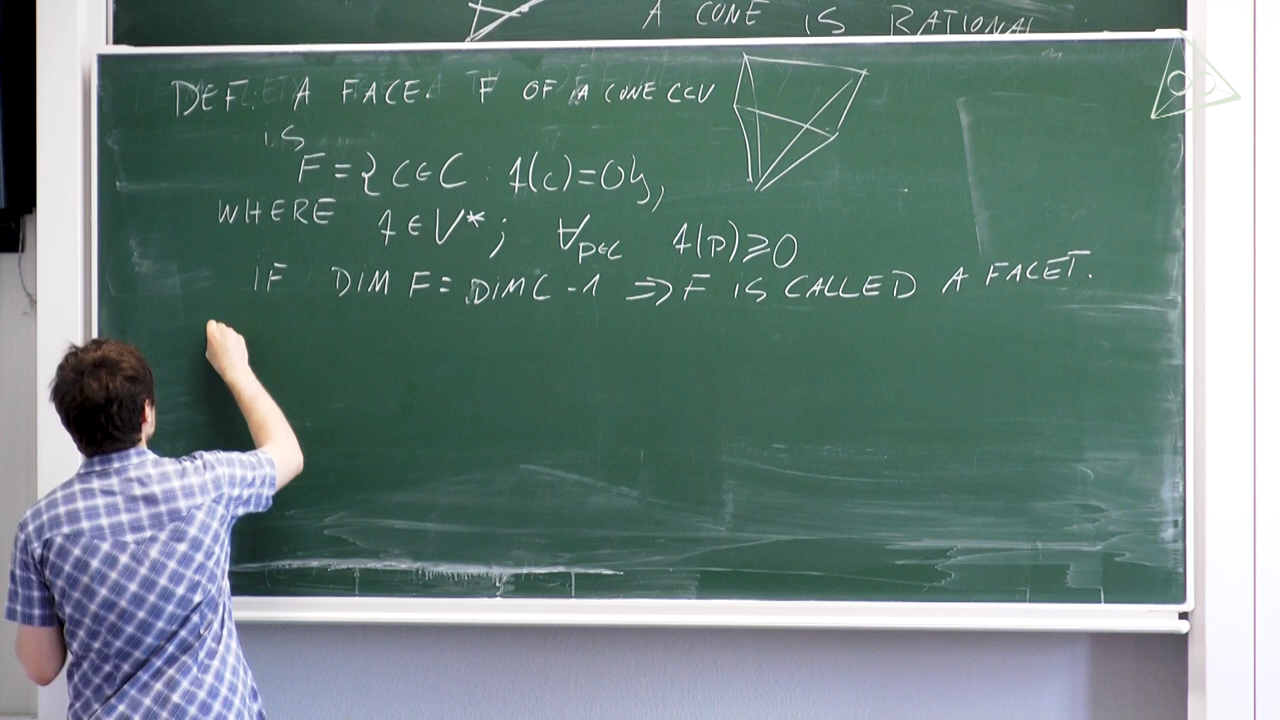 A CONE IS RATIONAL
DEF: A FACE F OF A CONE C⊂V
IS
F = { c∈C : f(c)=0},
WHERE f∈V*; ∀p∈C f(p)≥0
IF DIM F = DIM C -1 ⇒ F IS CALLED A FACET.